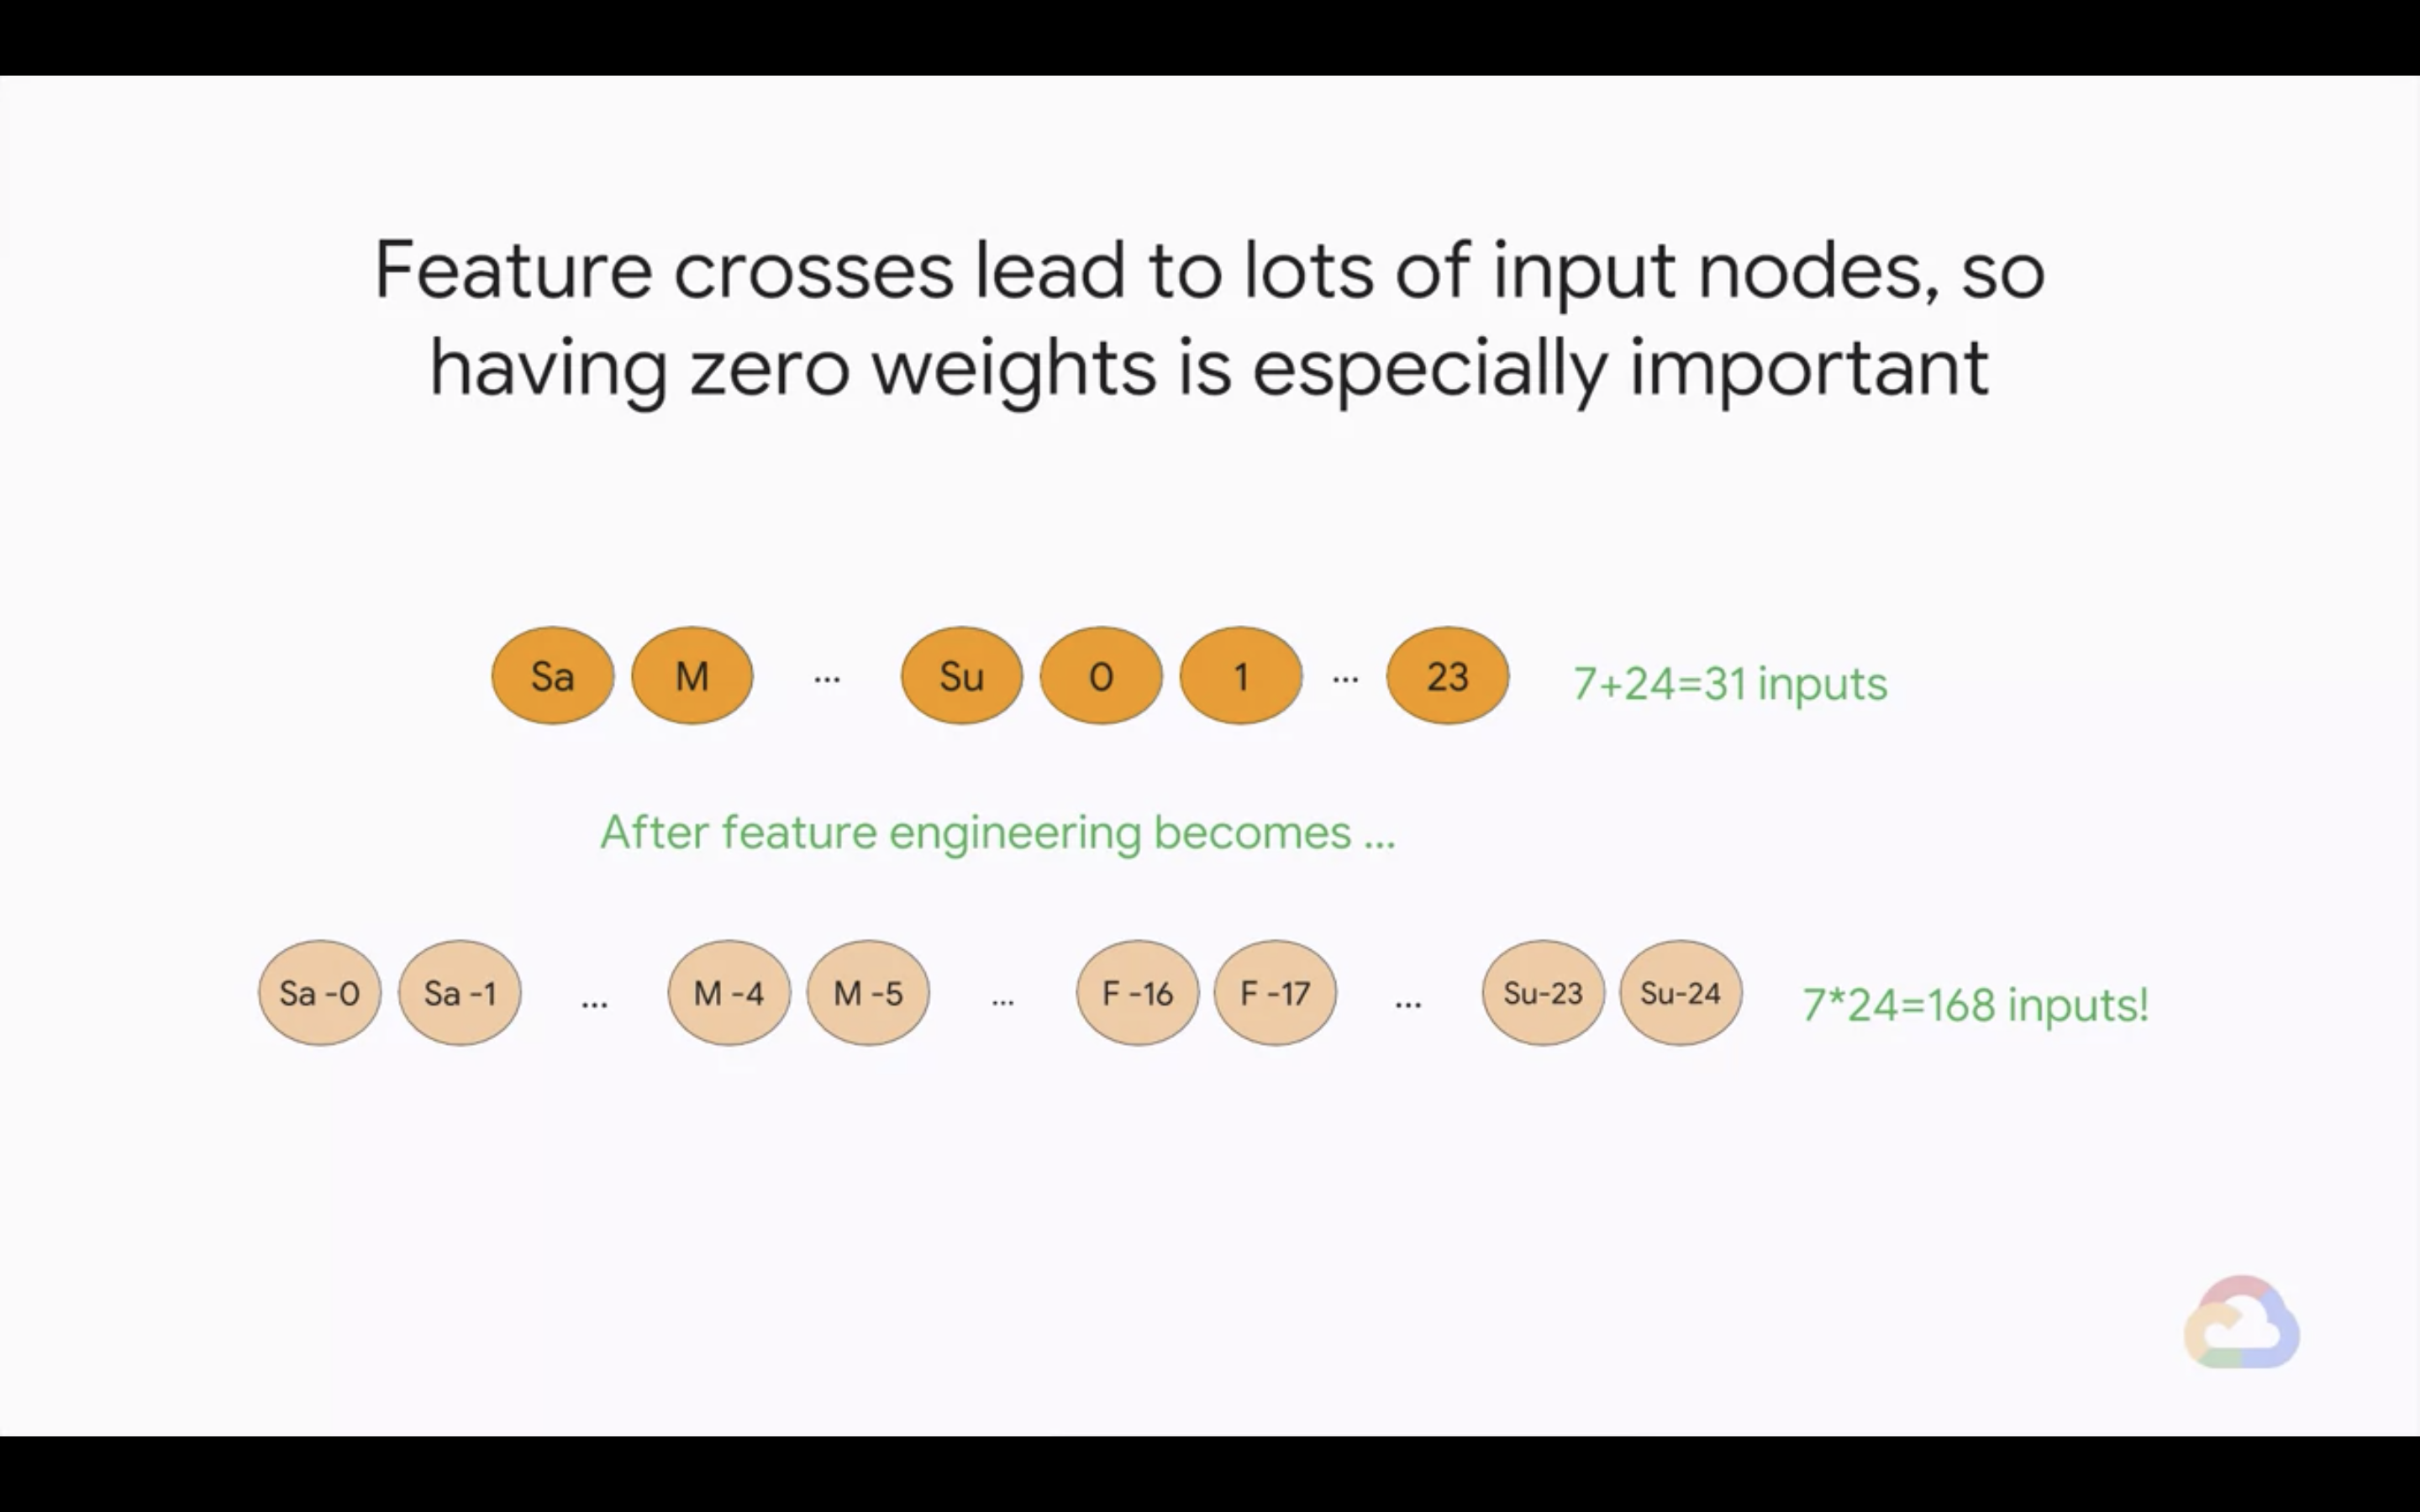 Feature crosses lead to lots of input nodes, so
having zero weights is especially important
Sa M ... Su 0 1 ... 23 7+24=31 inputs
After feature engineering becomes ...
Sa -0 Sa -1 ... M -4 M -5 ... F -16 F -17 ... Su-23 Su-24 7*24=168 inputs!